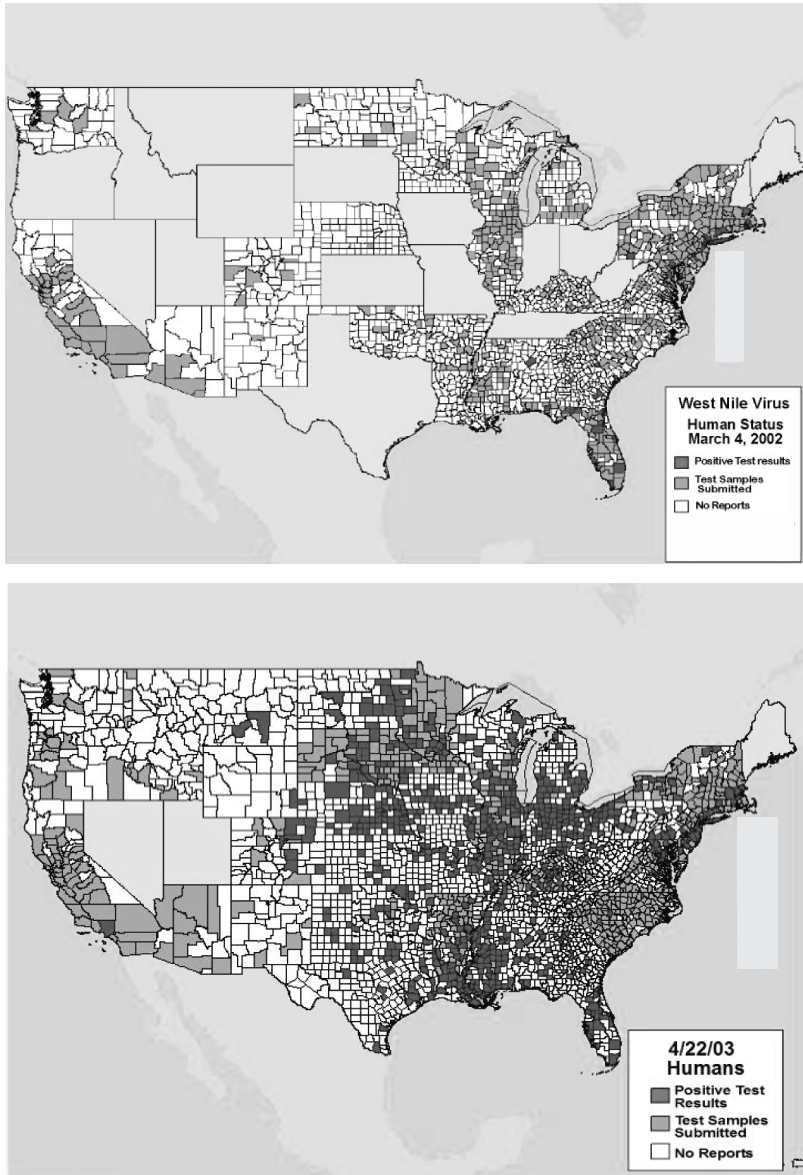 West Nile Virus
Human Status
March 4, 2002
Positive Test results
Test Samples
Submitted
No Reports
4/22/03
Humans
Positive Test
Results
Test Samples
Submitted
No Reports